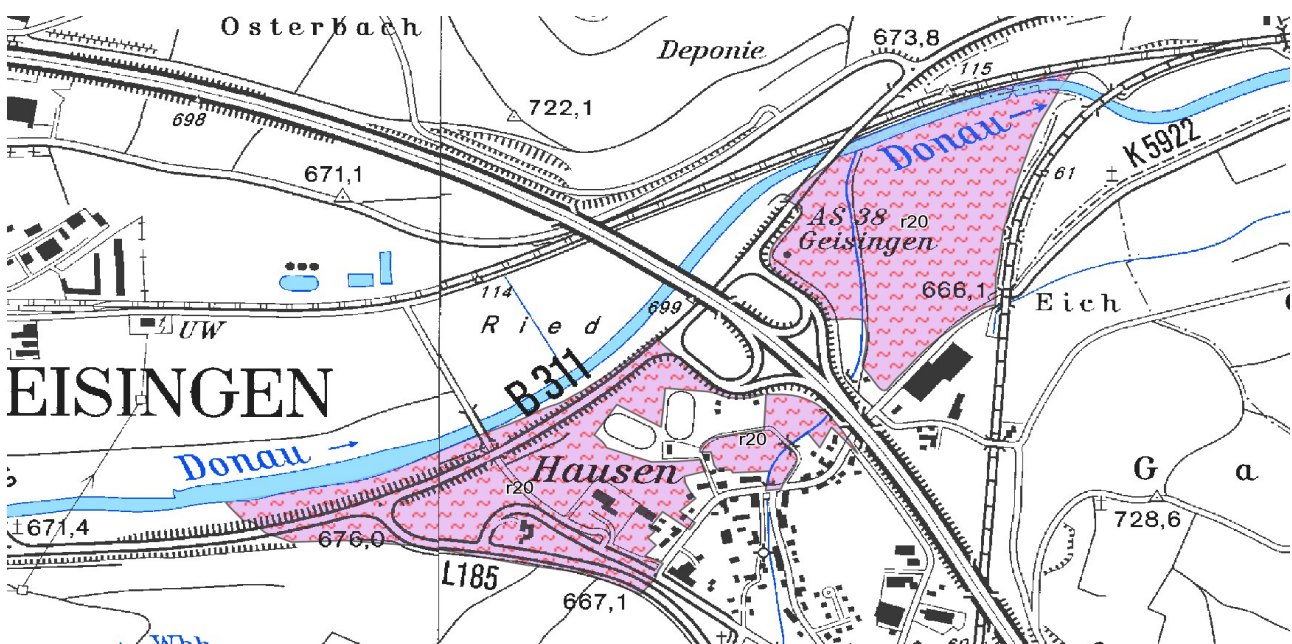 Osterbach
Deponie
673,8
115
698
722,1
671,1
Donau
K 5922
61
AS 38
Geisingen
r20
666,1
Eich
114
699
R i e d
UW
B 311
EISINGEN
Donau
Hausen
r20
r20
G a
671,4
676,0
728,6
L185
667,1
Wbh